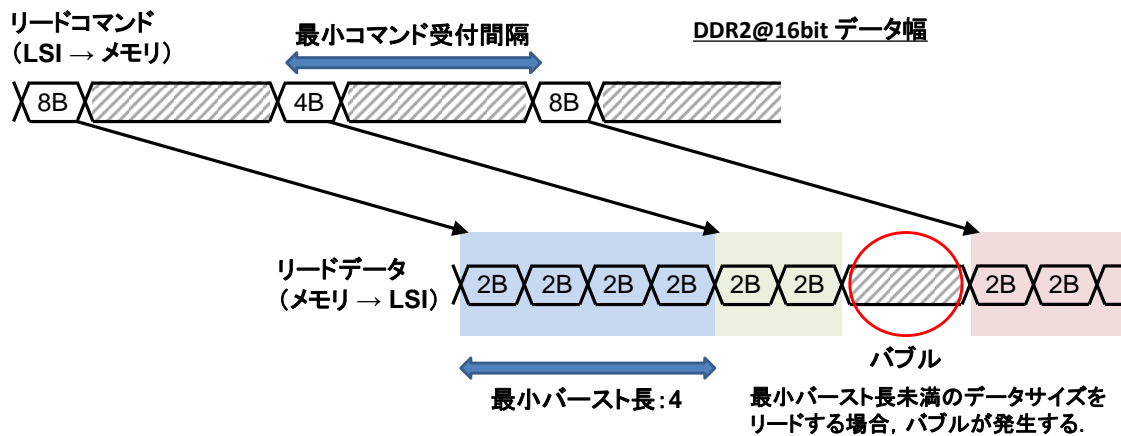 リードコマンド
(LSI → メモリ)
最小コマンド受付間隔
DDR2@16bit データ幅
8B
4B
8B
リードデータ
(メモリ → LSI)
2B
2B
2B
2B
2B
2B
2B
2B
最小バースト長:4
バブル
最小バースト長未満のデータサイズを
リードする場合, バブルが発生する.